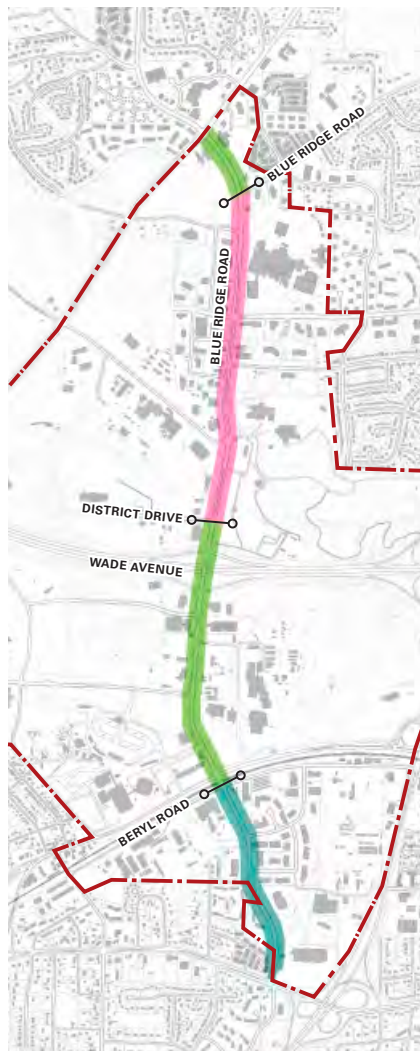 BLUE RIDGE ROAD
BLUE RIDGE ROAD
DISTRICT DRIVE
WADE AVENUE
BERYL ROAD